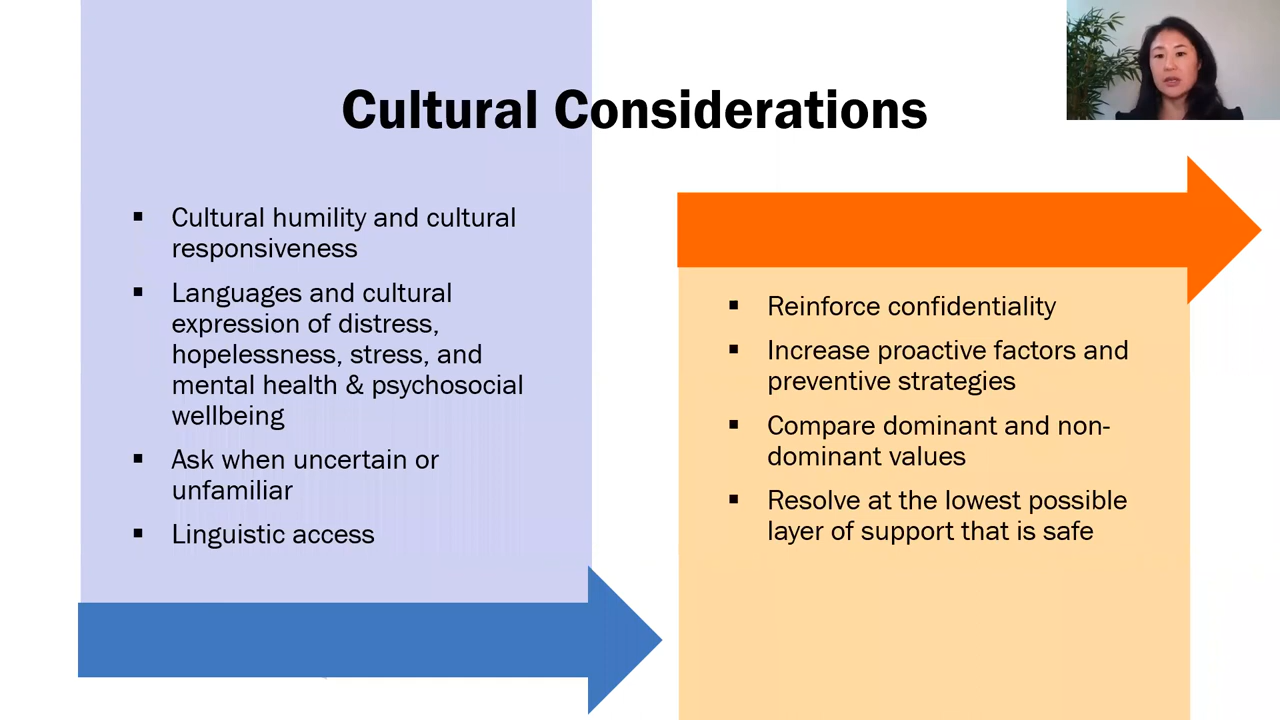 Cultural Considerations
▪ Cultural humility and cultural
responsiveness
▪ Languages and cultural
expression of distress,
hopelessness, stress, and
mental health & psychosocial
wellbeing
▪ Ask when uncertain or
unfamiliar
▪ Linguistic access
▪ Reinforce confidentiality
▪ Increase proactive factors and
preventive strategies
▪ Compare dominant and non-
dominant values
▪ Resolve at the lowest possible
layer of support that is safe